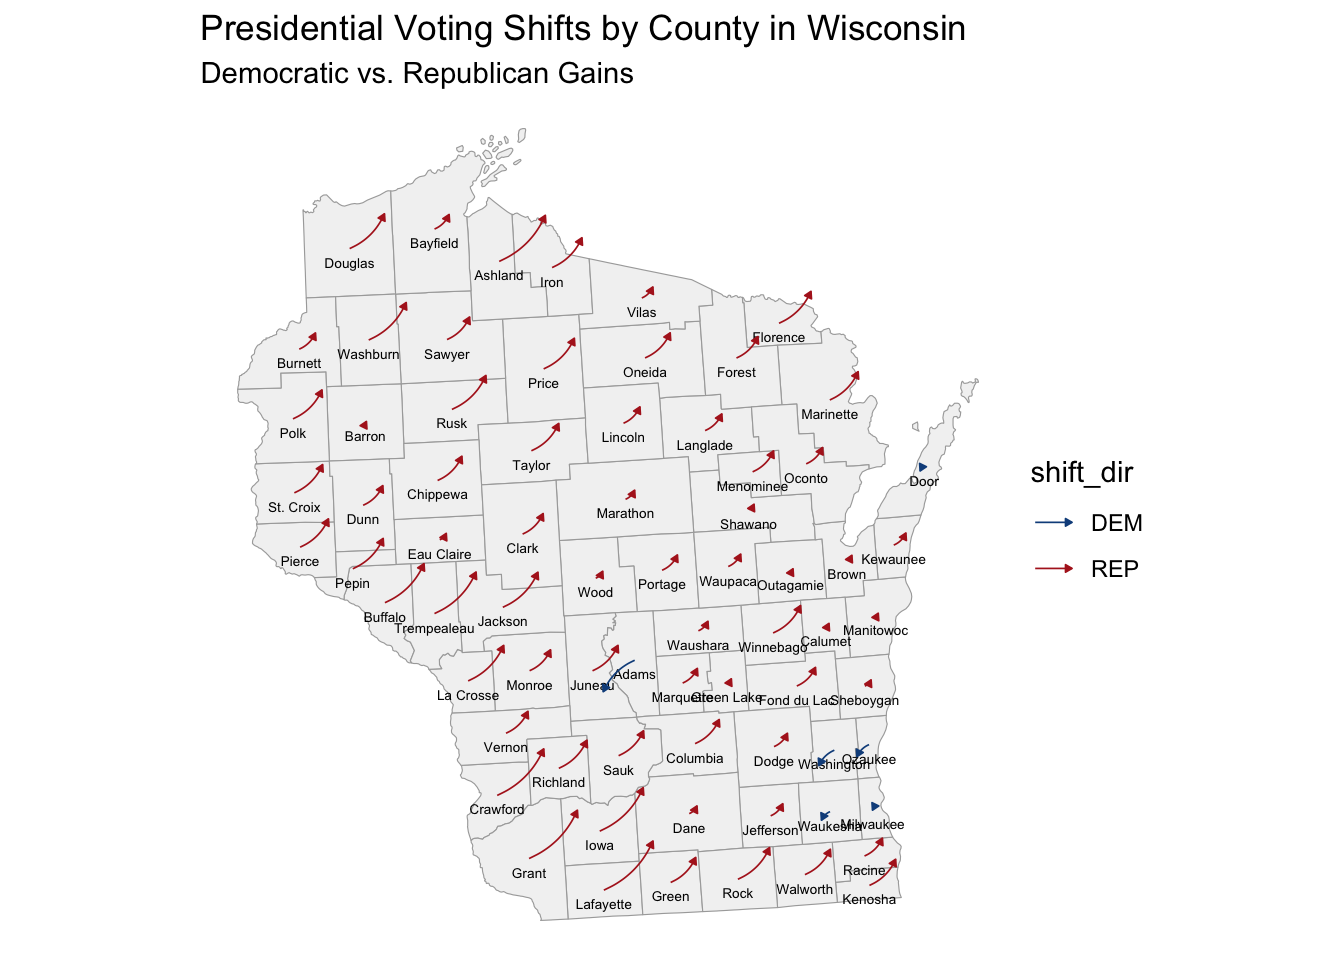 Presidential Voting Shifts by County in Wisconsin
Democratic vs. Republican Gains
Bayfield
Douglas
Ashland
Iron
Vilas
Florence
Burnett
Washburn
Sawyer
Price
Oneida
Forest
Marinette
Polk
Barron
Rusk
Lincoln
Langlade
Taylor
Chippewa
Menominee
Oconto
Door
St. Croix
Dunn
Marathon
Shawano
Eau Claire
Clark
Pierce
Pepin
Wood
Portage
Waupaca
Outagamie
Brown
Kewaunee
Buffalo
Trempealeau
Jackson
Waushara
Winnebago
Calumet
Manitowoc
La Crosse
Monroe
Juneau
Adams
Marquette
Green Lake
Fond du Lac
Sheboygan
Vernon
Richland
Sauk
Columbia
Dodge
Washington
Ozaukee
Crawford
Grant
Iowa
Dane
Jefferson
Waukesha
Milwaukee
Lafayette
Green
Rock
Walworth
Racine
Kenosha
shift_dir
DEM
REP